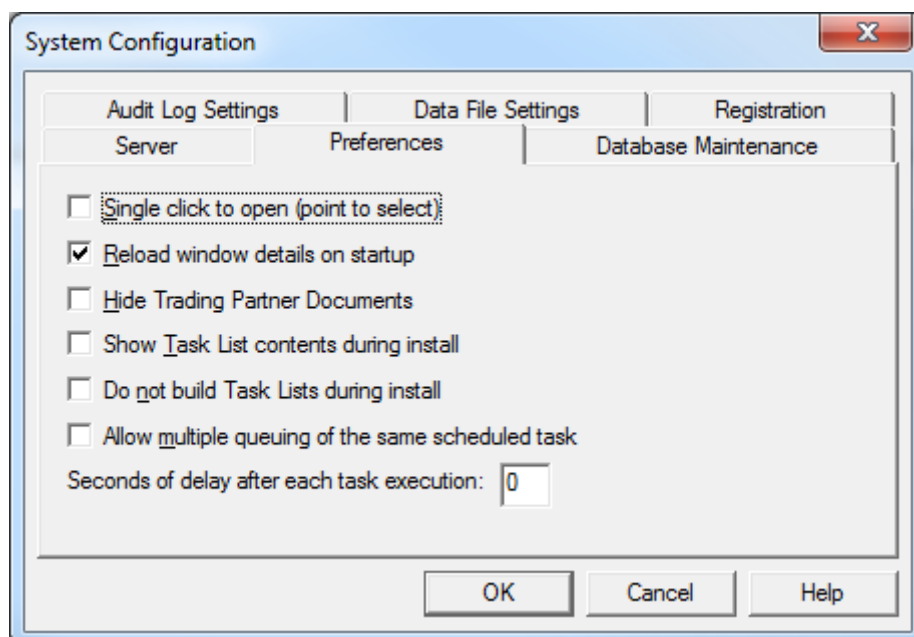 System Configuration
Audit Log Settings
Data File Settings
Registration
Server
Preferences
Database Maintenance
Single click to open (point to select)
Reload window details on startup
Hide Trading Partner Documents
Show Task List contents during install
Do not build Task Lists during install
Allow multiple queuing of the same scheduled task
Seconds of delay after each task execution: 0
OK
Cancel
Help